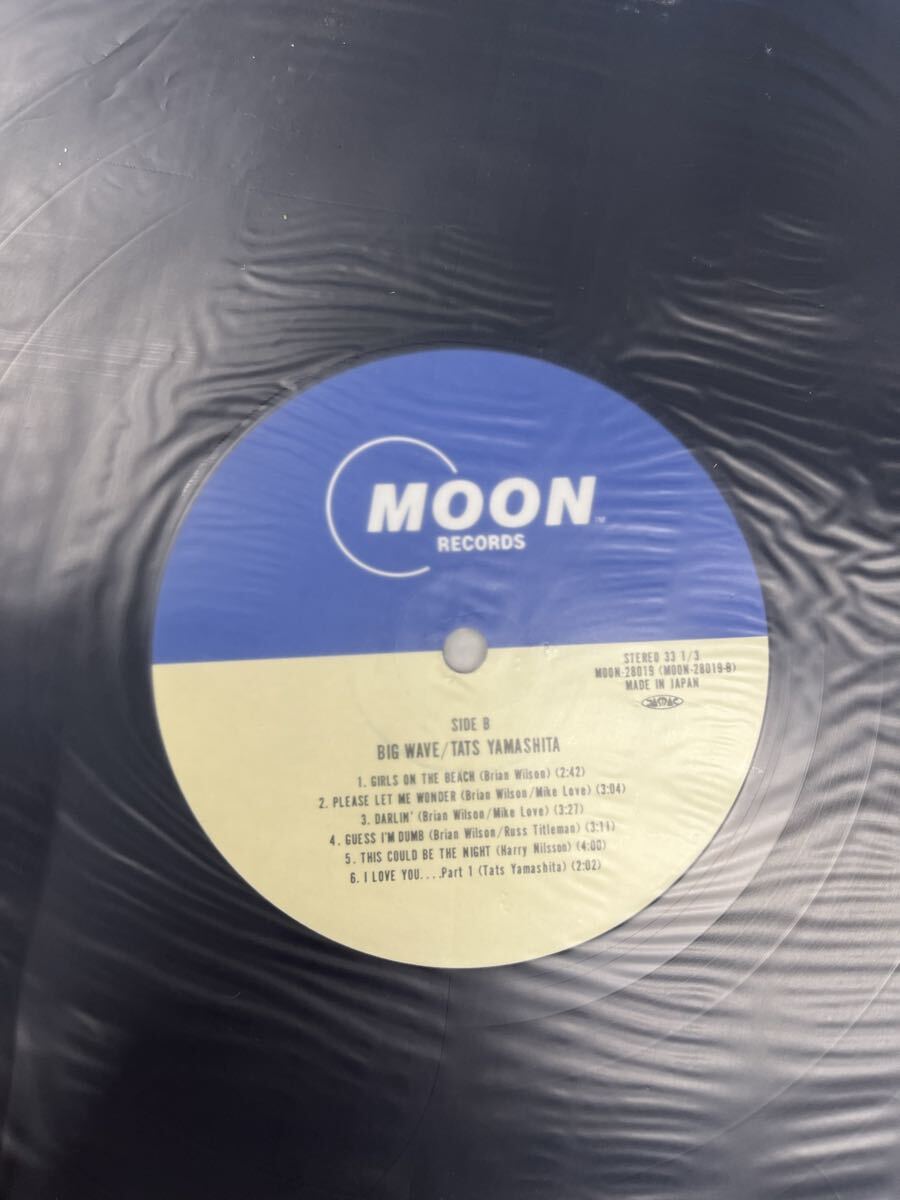 MOON™
RECORDS
STEREO 33 1/3
MOON-28019 (MOON-28019-B)
MADE IN JAPAN
JASRAC
SIDE B
BIG WAVE/TATS YAMASHITA
1. GIRLS ON THE BEACH (Brian Wilson) (2:42)
2. PLEASE LET ME WONDER (Brian Wilson/Mike Love) (3:04)
3. DARLIN' (Brian Wilson/Mike Love) (3:27)
4. GUESS I'M DUMB (Brian Wilson/Russ Titleman) (3:11)
5. THIS COULD BE THE NIGHT (Harry Nilsson) (4:00)
6. I LOVE YOU....Part 1 (Tats Yamashita) (2:02)